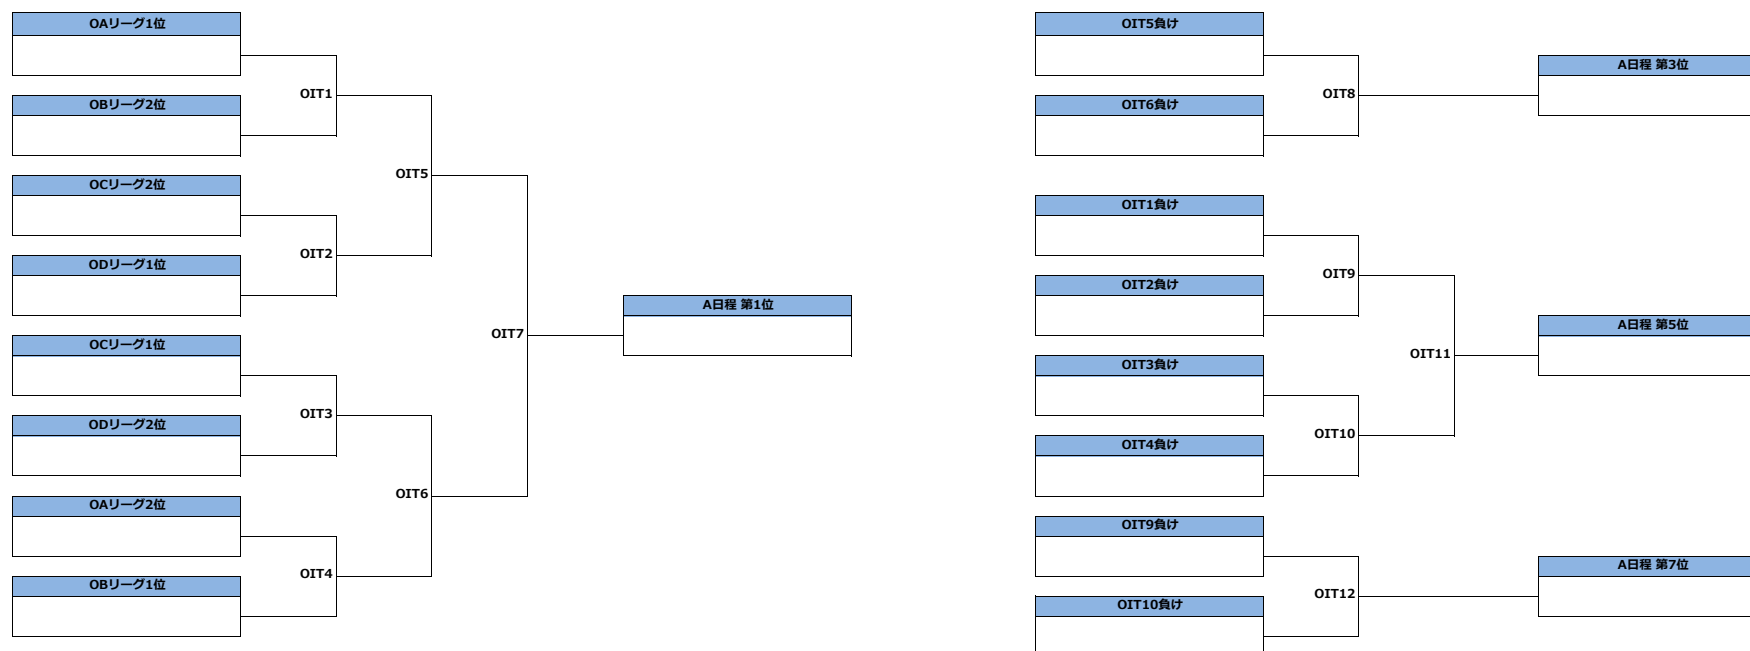 OAリーグ1位
OIT1
OBリーグ2位
OIT5
OCリーグ2位
OIT2
ODリーグ1位
A日程 第1位
OIT7
OCリーグ1位
OIT3
ODリーグ2位
OIT6
OAリーグ2位
OIT4
OBリーグ1位
OIT5負け
A日程 第3位
OIT8
OIT6負け
OIT1負け
OIT9
OIT2負け
A日程 第5位
OIT11
OIT3負け
OIT10
OIT4負け
OIT9負け
A日程 第7位
OIT12
OIT10負け